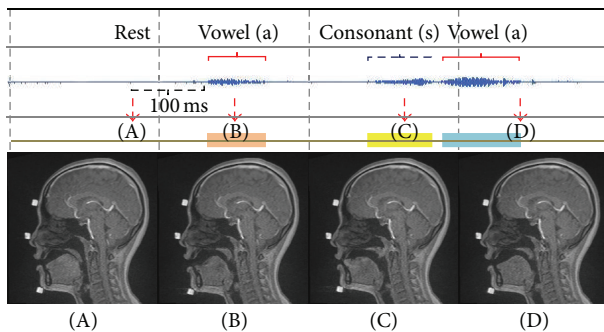 Rest Vowel (a) Consonant (s) Vowel (a)
100 ms
(A) (B) (C) (D)
(A) (B) (C) (D)